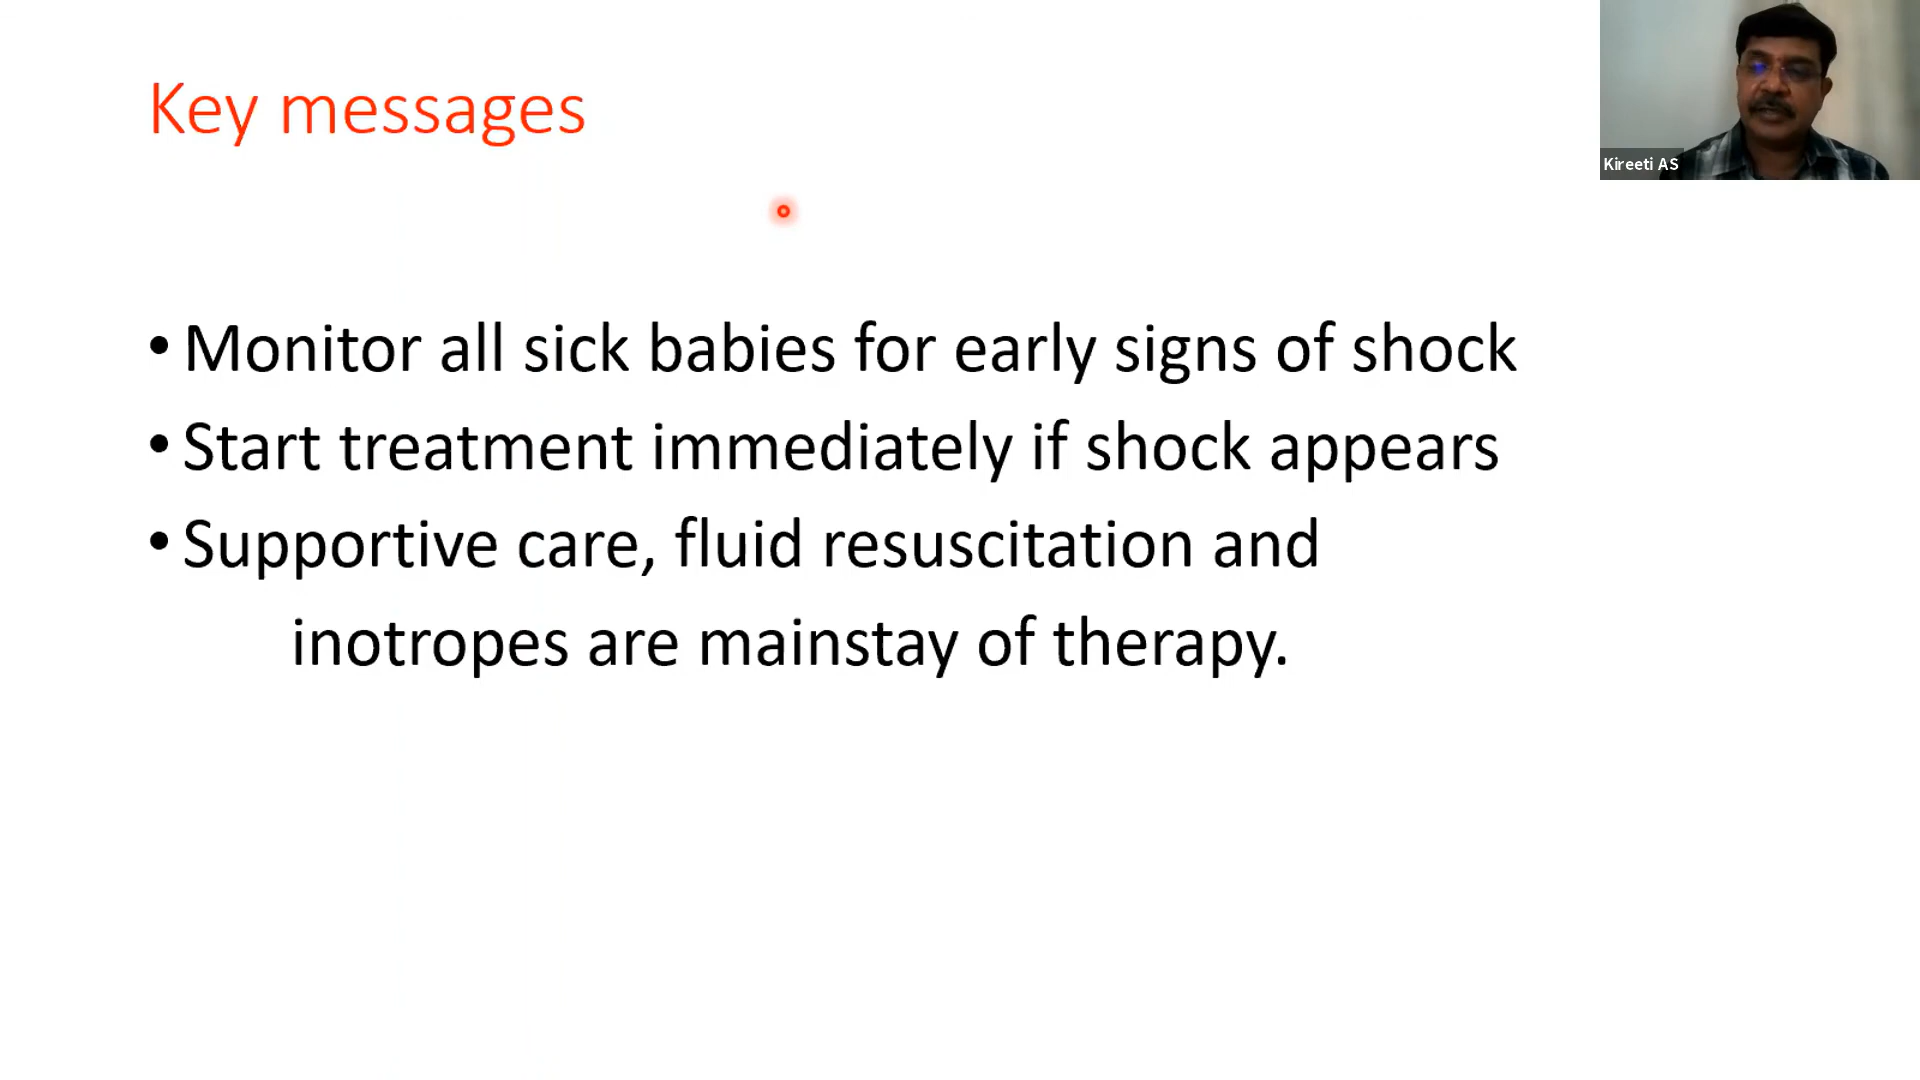 Key messages
Kireeti AS
• Monitor all sick babies for early signs of shock
• Start treatment immediately if shock appears
• Supportive care, fluid resuscitation and
inotropes are mainstay of therapy.